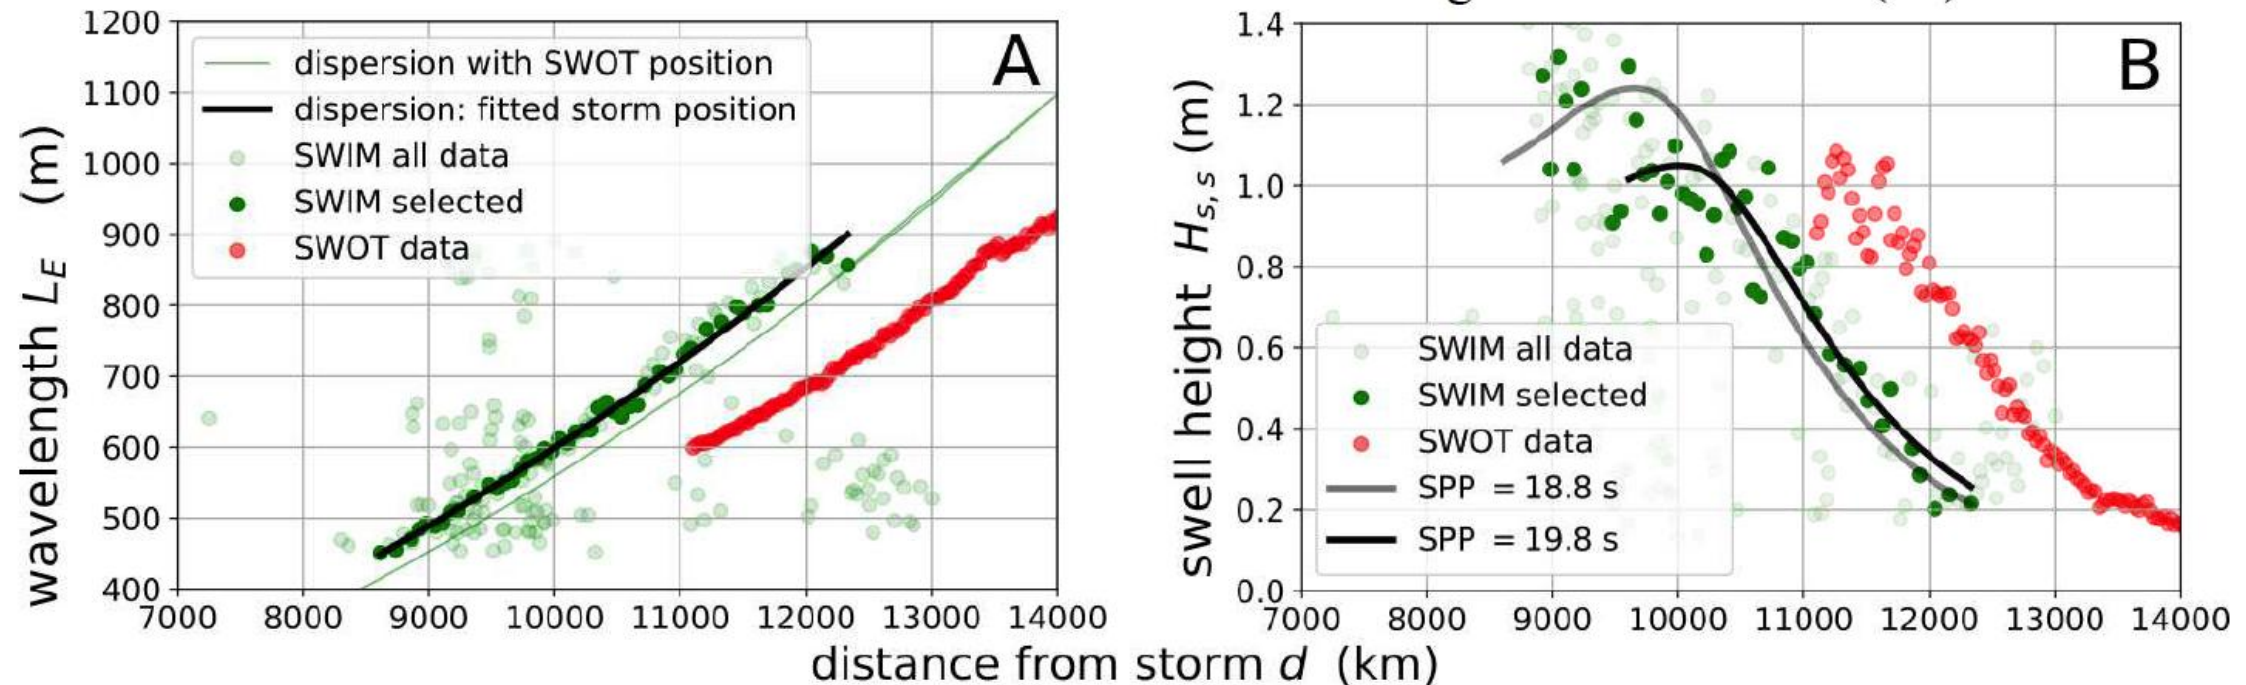 1200
1100
1000
900
800
700
600
500
400
wavelength L_E (m)
dispersion with SWOT position
dispersion: fitted storm position
SWIM all data
SWIM selected
SWOT data
A
7000 8000 9000 10000 11000 12000 13000 14000
1.4
1.2
1.0
0.8
0.6
0.4
0.2
0.0
swell height H_{s,s} (m)
B
SWIM all data
SWIM selected
SWOT data
SPP = 18.8 s
SPP = 19.8 s
7000 8000 9000 10000 11000 12000 13000 14000
distance from storm d (km)